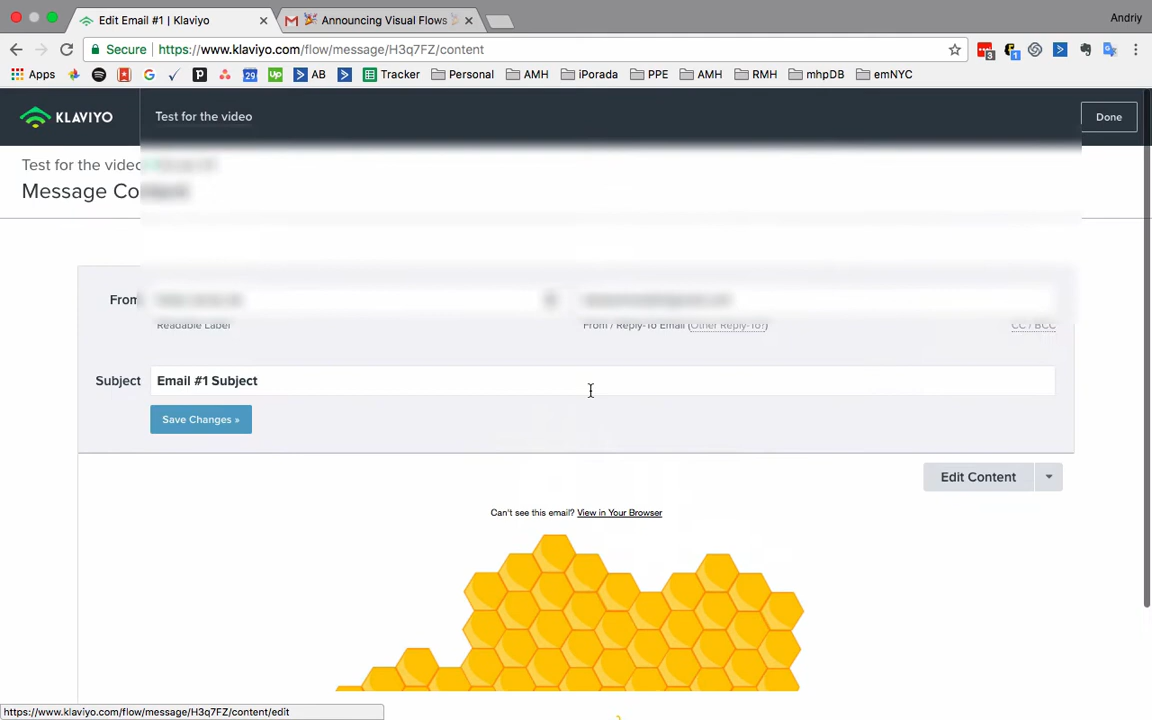 Edit Email #1 | Klaviyo
Announcing Visual Flows
Andriy
Secure https://www.klaviyo.com/flow/message/H3q7FZ/content
Apps 29 AB Tracker Personal AMH iPorada PPE AMH RMH mhpDB emNYC
KLAVIYO Test for the video Done
Test for the video
Message Co
From
Readable Label From / Reply-To Email (Other Reply-To?) CC / BCC
Subject Email #1 Subject
Save Changes »
Edit Content
Can't see this email? View in Your Browser
https://www.klaviyo.com/flow/message/H3q7FZ/content/edit